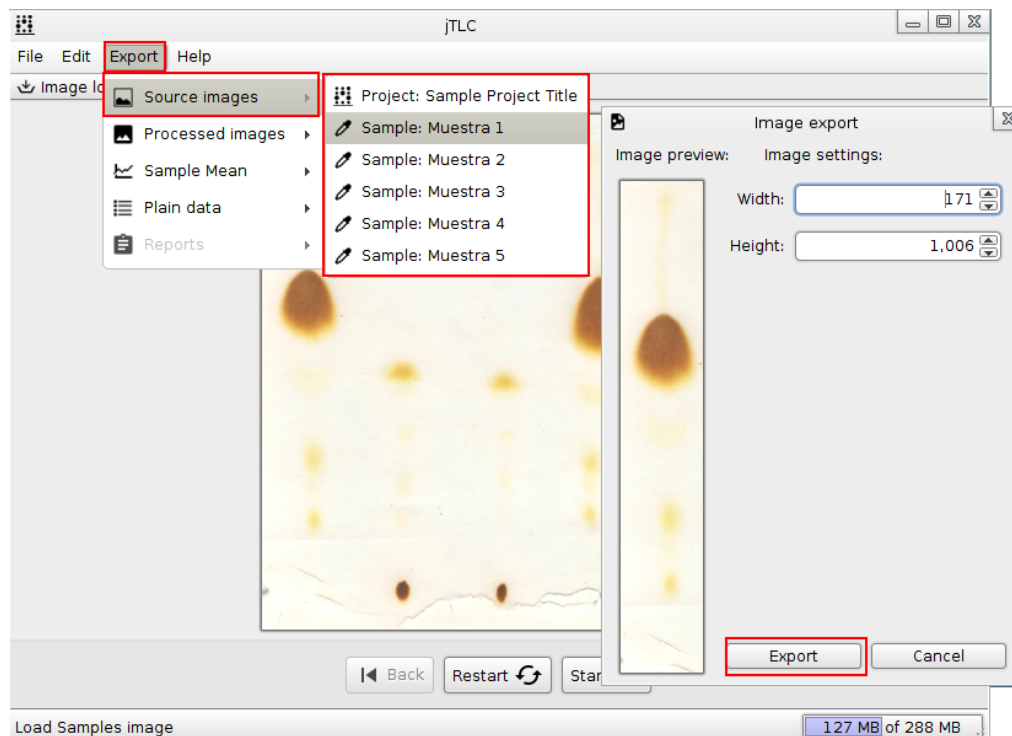 jTLC
File Edit Export Help
Image lo
Source images
Processed images
Sample Mean
Plain data
Reports
Project: Sample Project Title
Sample: Muestra 1
Sample: Muestra 2
Sample: Muestra 3
Sample: Muestra 4
Sample: Muestra 5
Image export
Image preview: Image settings:
Width: 171
Height: 1,006
Export Cancel
Back Restart Star
Load Samples image 127 MB of 288 MB